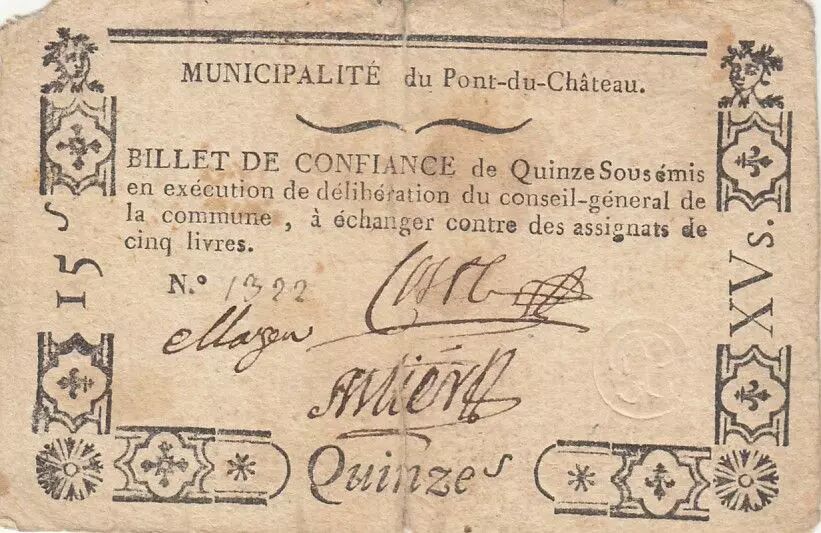 MUNICIPALITÉ du Pont-du-Château.
BILLET DE CONFIANCE de Quinze Sous émis
en exécution de délibération du conseil-général de
la commune, à échanger contre des assignats de
cinq livres.
N.º 1322
15 s
XV s.
Quinze s